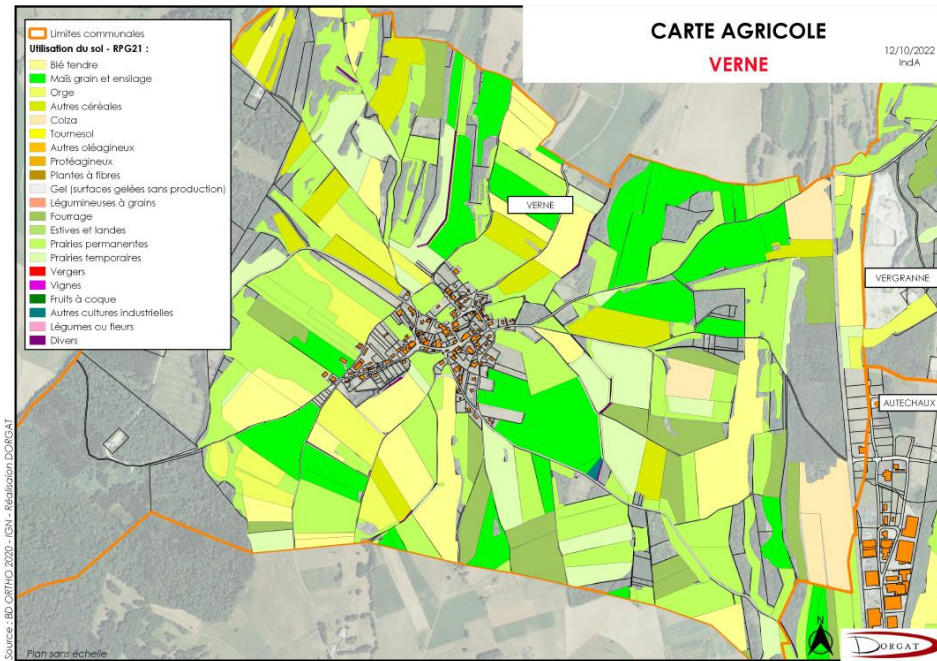 CARTE AGRICOLE
VERNE
12/10/2022
IndA
Limites communales
Utilisation du sol - RPG21 :
Blé tendre
Maïs grain et ensilage
Orge
Autres céréales
Colza
Tournesol
Autres oléagineux
Protéagineux
Plantes à fibres
Gel (surfaces gelées sans production)
Légumineuses à grains
Fourrage
Estives et landes
Prairies permanentes
Prairies temporaires
Vergers
Vignes
Fruits à coque
Autres cultures industrielles
Légumes ou fleurs
Divers
VERNE
VERGRANNE
AUTECHAUX
Source : BD ORTHO 2020 - IGN - Réalisaion DORGAT
Plan sans échelle
N
DORGAT